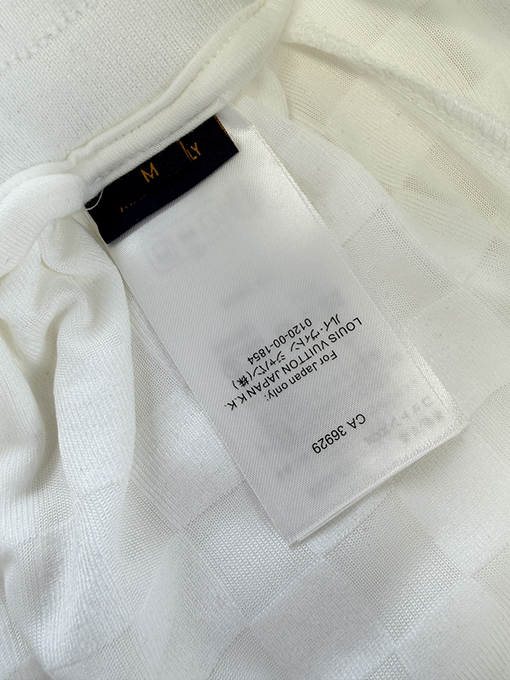 M
LY
For Japan only:
LOUIS VUITTON JAPAN K.K.
ルイ・ヴィトン ジャパン(株)
0120-00-1854
CA 36929